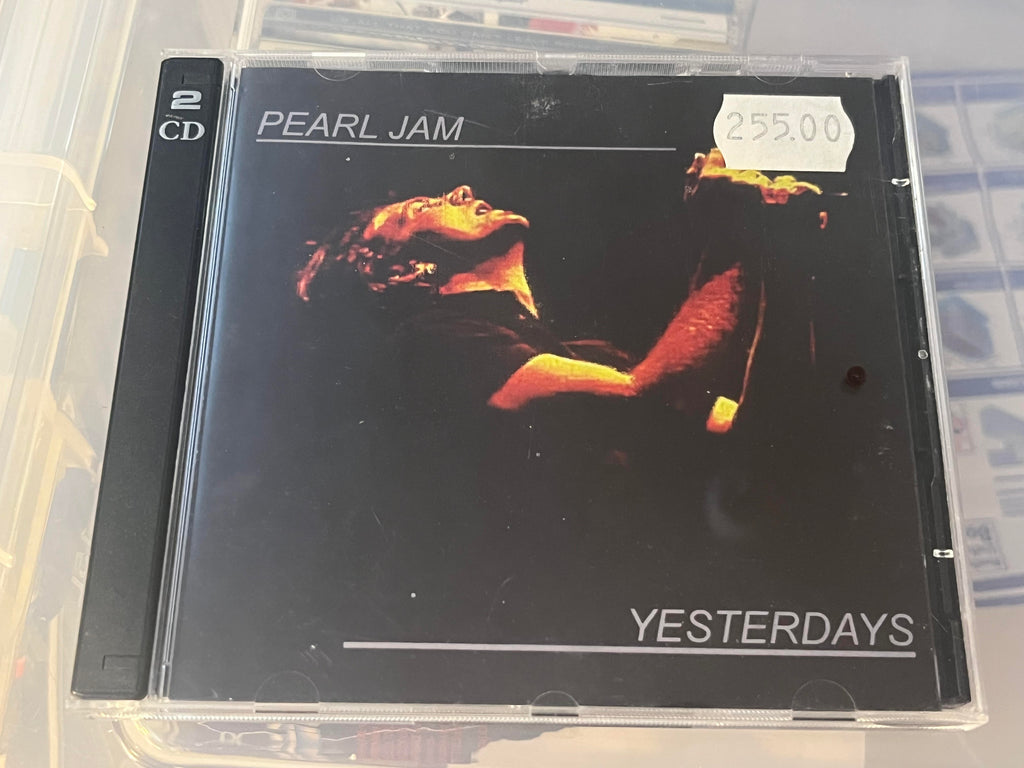 2
CD
PEARL JAM
255.00
YESTERDAYS